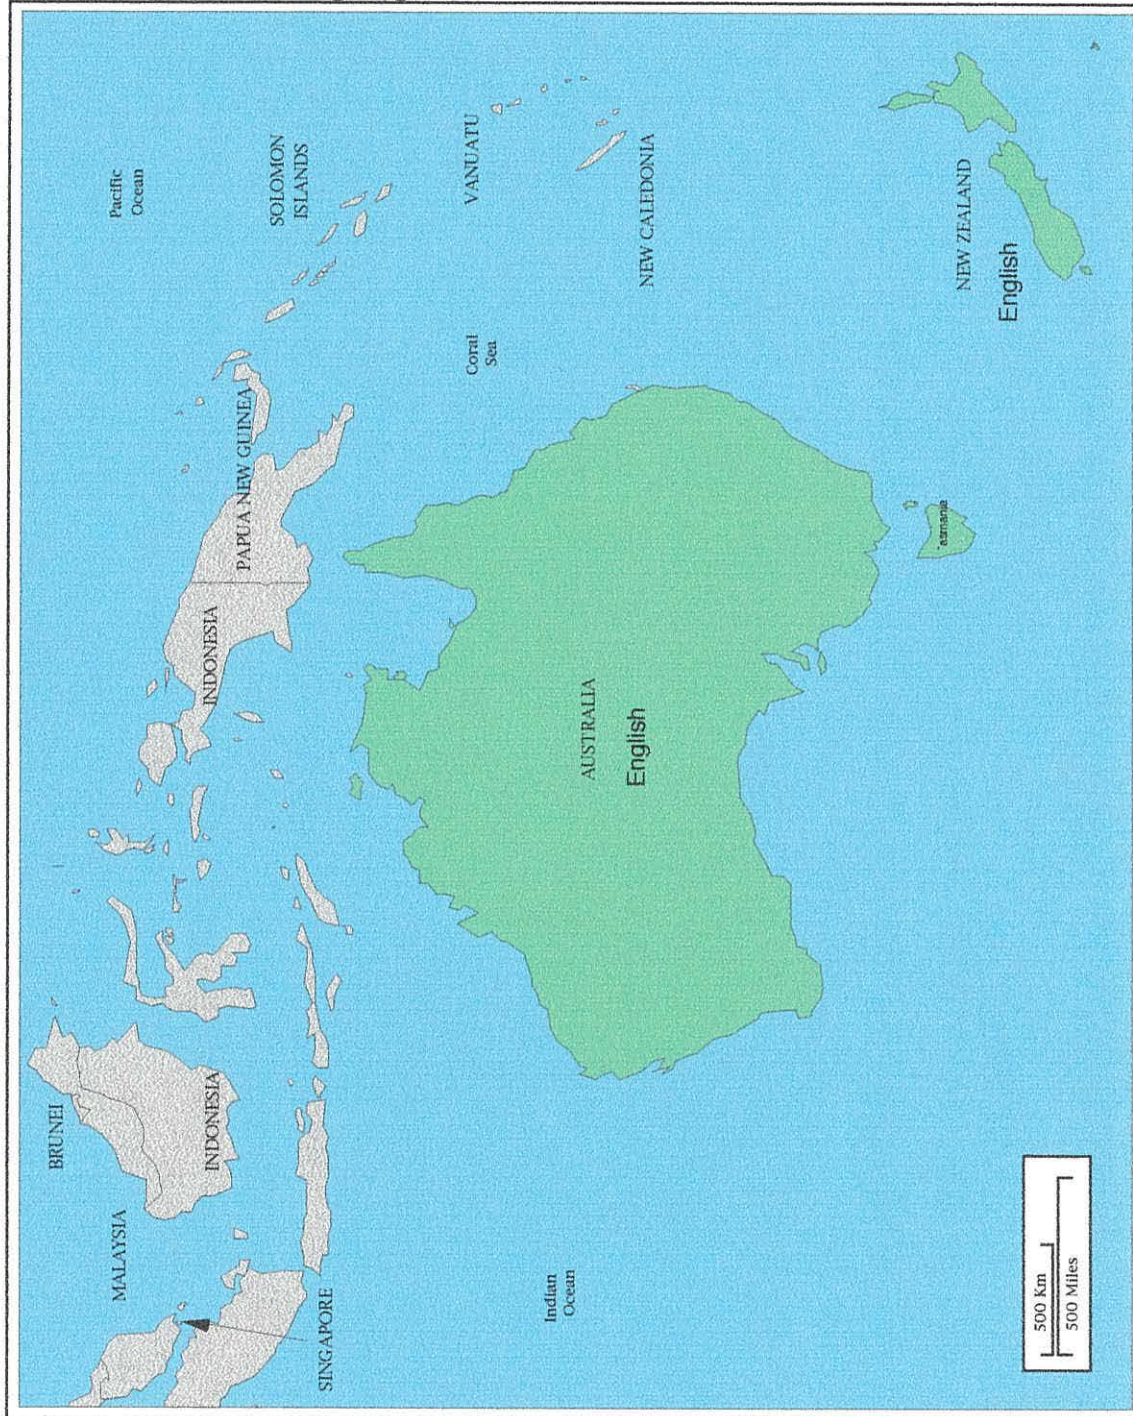 BRUNEI
MALAYSIA
SINGAPORE
INDONESIA
INDONESIA
PAPUA NEW GUINEA
Pacific
Ocean
SOLOMON
ISLANDS
VANUATU
NEW CALEDONIA
Coral
Sea
Indian
Ocean
AUSTRALIA
English
Tasmania
NEW ZEALAND
English
500 Km
500 Miles